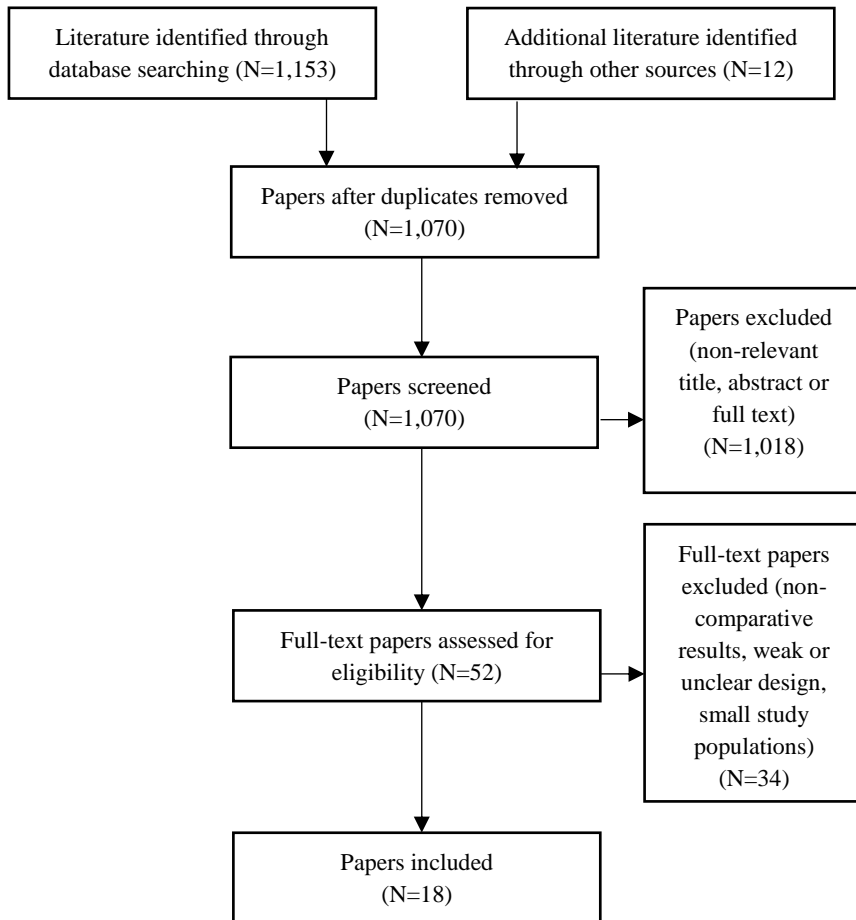 Literature identified through
database searching (N=1,153)
Additional literature identified
through other sources (N=12)
Papers after duplicates removed
(N=1,070)
Papers screened
(N=1,070)
Papers excluded
(non-relevant
title, abstract or
full text)
(N=1,018)
Full-text papers assessed for
eligibility (N=52)
Full-text papers
excluded (non-
comparative
results, weak or
unclear design,
small study
populations)
(N=34)
Papers included
(N=18)